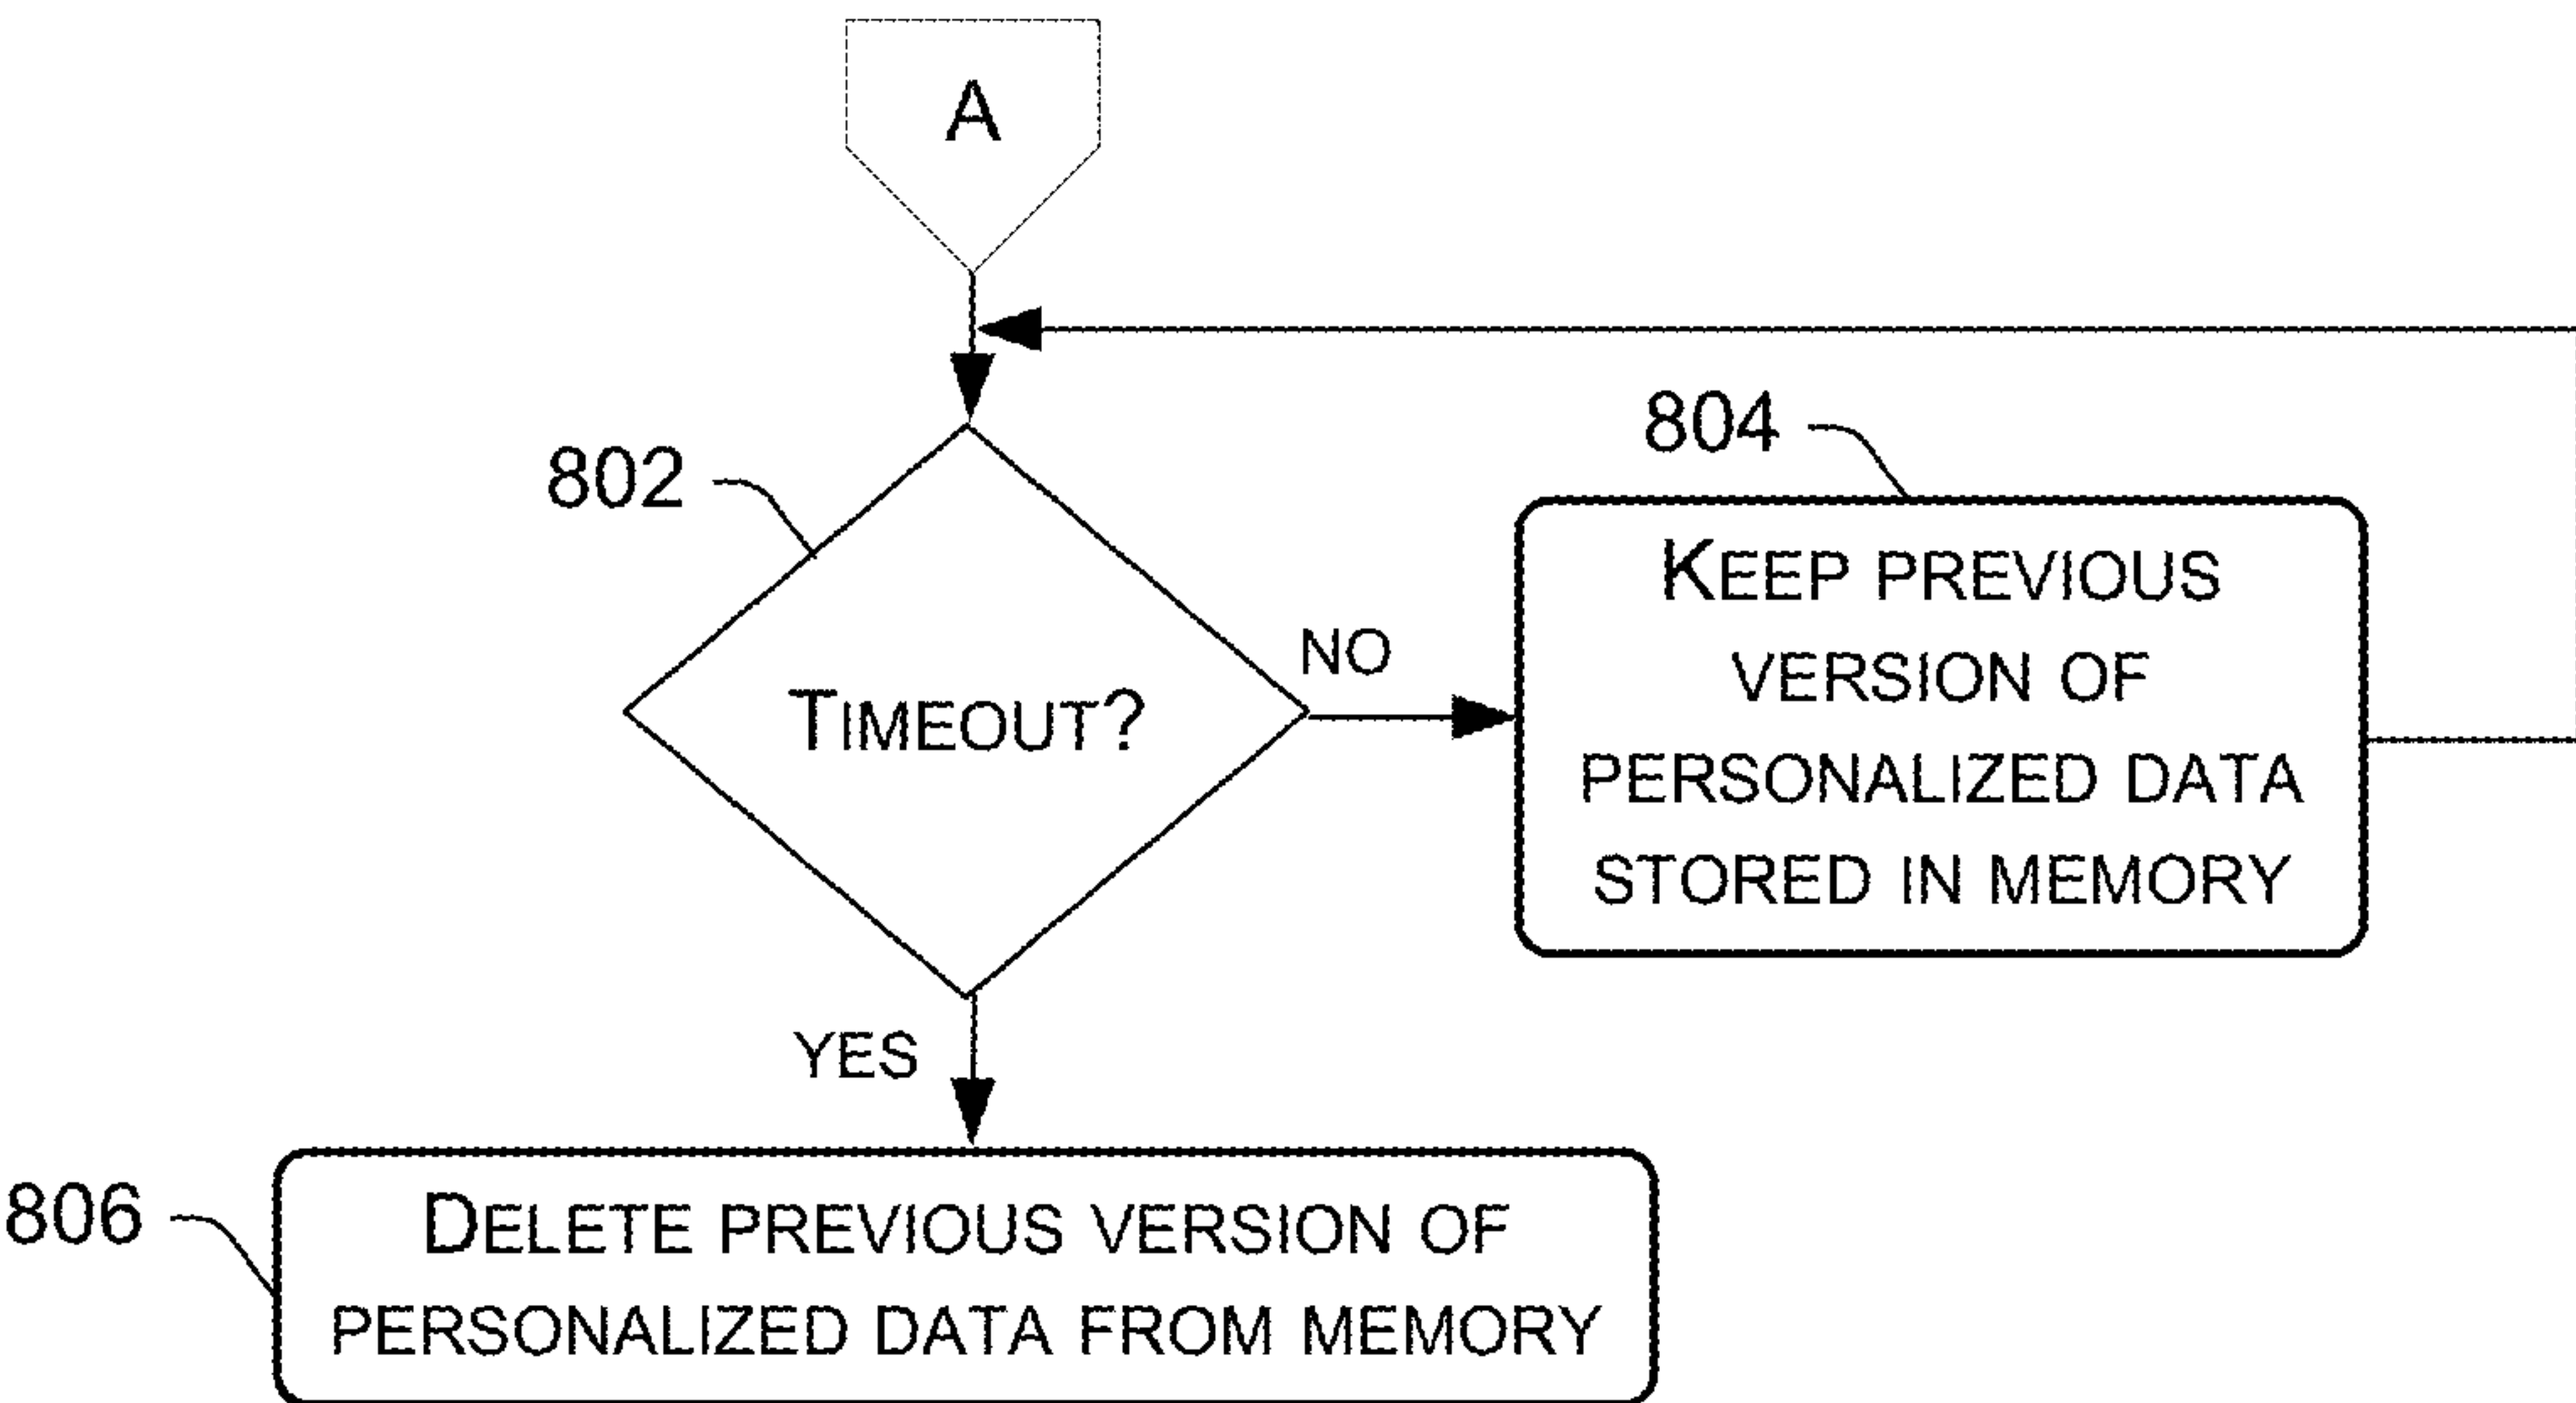 A
804
802
KEEP PREVIOUS
VERSION OF
PERSONALIZED DATA
STORED IN MEMORY
NO
TIMEOUT?
YES
806
DELETE PREVIOUS VERSION OF
PERSONALIZED DATA FROM MEMORY